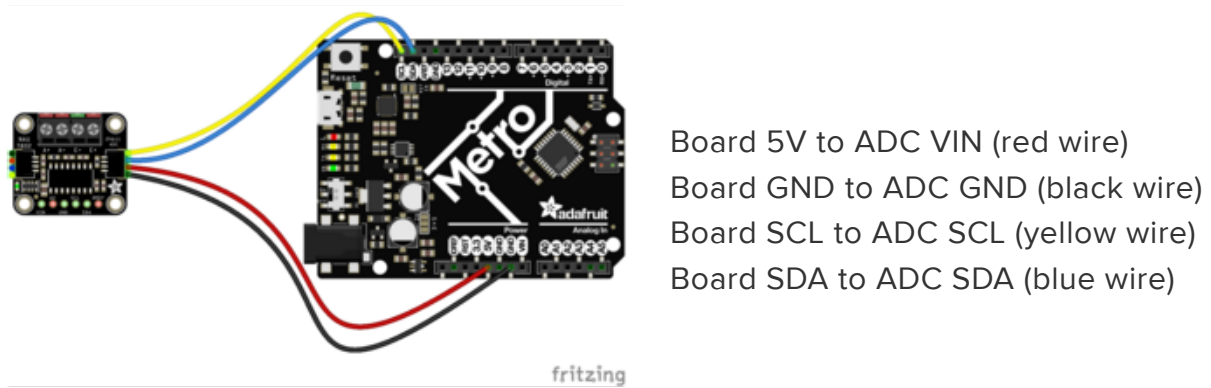 Reset
Digital
Metro
adafruit
Power
Analog In
fritzing
Board 5V to ADC VIN (red wire)
Board GND to ADC GND (black wire)
Board SCL to ADC SCL (yellow wire)
Board SDA to ADC SDA (blue wire)